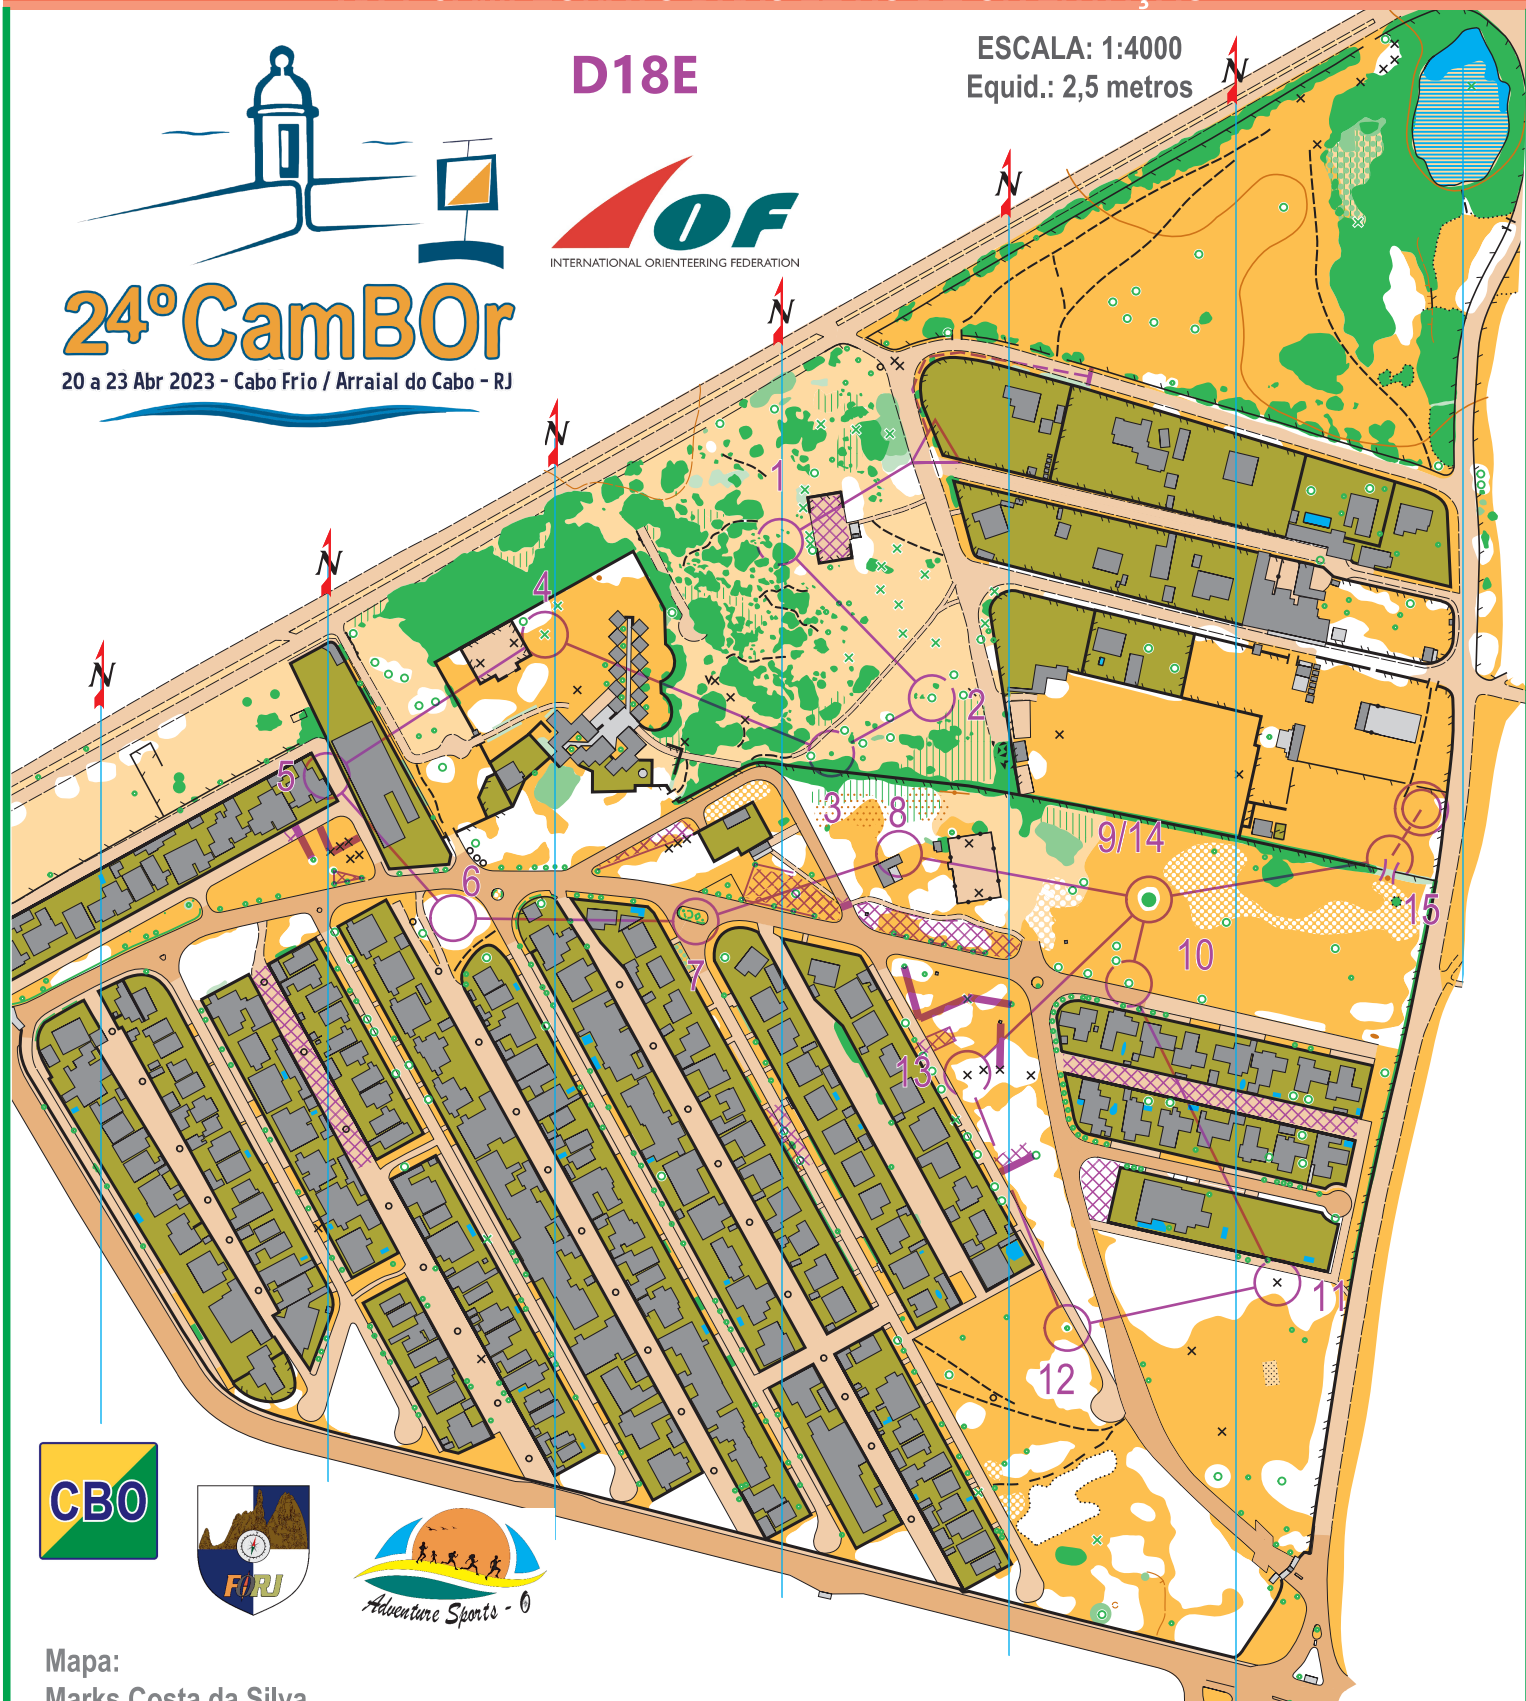 D18E
ESCALA: 1:4000
Equid.: 2,5 metros
N
N
N
N
N
N
N
IOF
INTERNATIONAL ORIENTEERING FEDERATION
24ºCamBOr
20 a 23 Abr 2023 - Cabo Frio / Arraial do Cabo - RJ
1
4
2
5
3
8
9/14
6
15
7
10
13
11
12
CBO
FORJ
Adventure Sports - O
Mapa:
Marks Costa da Silva